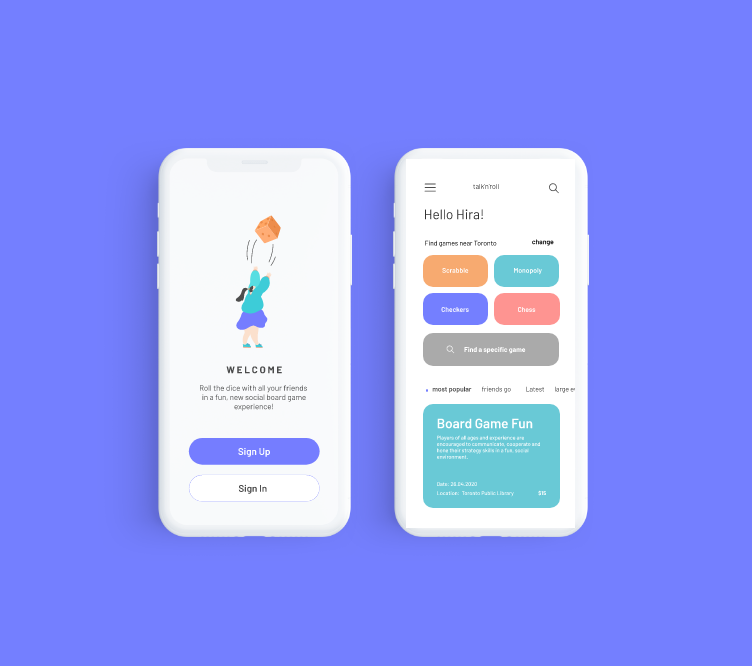 WELCOME
Roll the dice with all your friends
in a fun, new social board game
experience!
Sign Up
Sign In
talk'n'roll
Hello Hira!
Find games near Toronto change
Scrabble Monopoly
Checkers Chess
Find a specific game
most popular friends go Latest large e
Board Game Fun
Players of all ages and experience are
encouraged to communicate, cooperate and
hone their strategy skills in a fun, social
environment.
Date: 22.04.2020
Location: Toronto Public Library $15